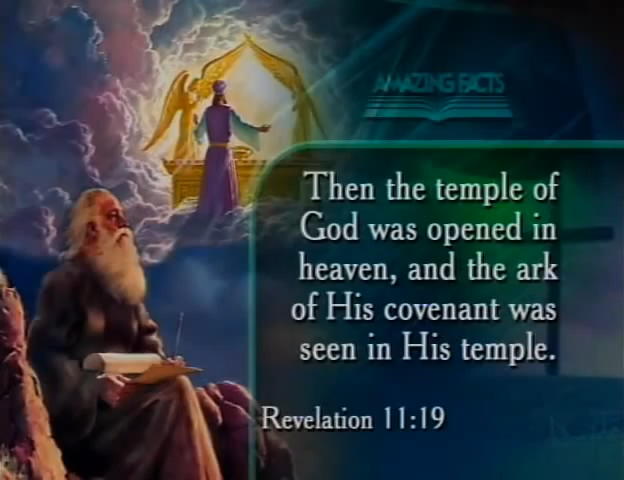 AMAZING FACTS
Then the temple of
God was opened in
heaven, and the ark
of His covenant was
seen in His temple.
Revelation 11:19